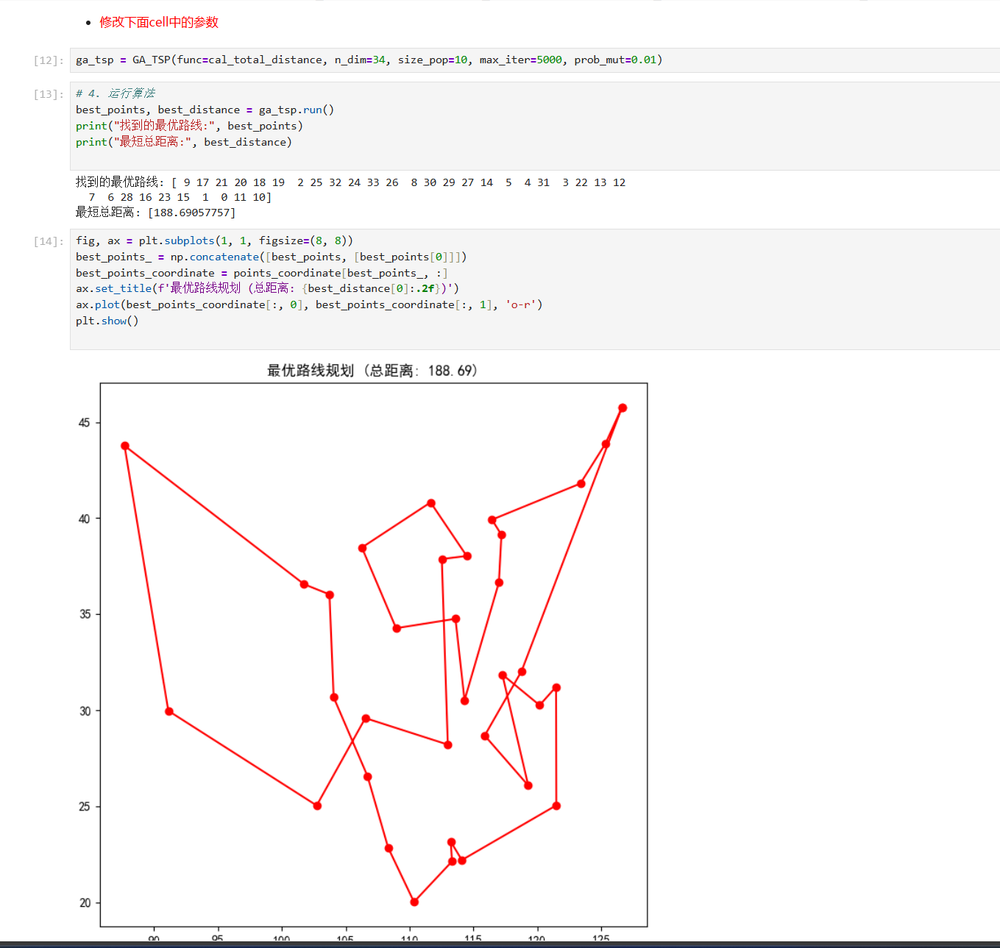 修改下面cell中的参数
[12]: ga_tsp = GA_TSP(func=cal_total_distance, n_dim=34, size_pop=10, max_iter=5000, prob_mut=0.01)
[13]: # 4. 运行算法
best_points, best_distance = ga_tsp.run()
print("找到的最优路线:", best_points)
print("最短总距离:", best_distance)
找到的最优路线: [ 9 17 21 20 18 19  2 25 32 24 33 26  8 30 29 27 14  5  4 31  3 22 13 12
  7  6 28 16 23 15  1  0 11 10]
最短总距离: [188.69057757]
[14]: fig, ax = plt.subplots(1, 1, figsize=(8, 8))
best_points_ = np.concatenate([best_points, [best_points[0]]])
best_points_coordinate = points_coordinate[best_points_, :]
ax.set_title(f'最优路线规划 (总距离: {best_distance[0]:.2f})')
ax.plot(best_points_coordinate[:, 0], best_points_coordinate[:, 1], 'o-r')
plt.show()
最优路线规划 (总距离: 188.69)
45
40
35
30
25
20
90 95 100 105 110 115 120 125